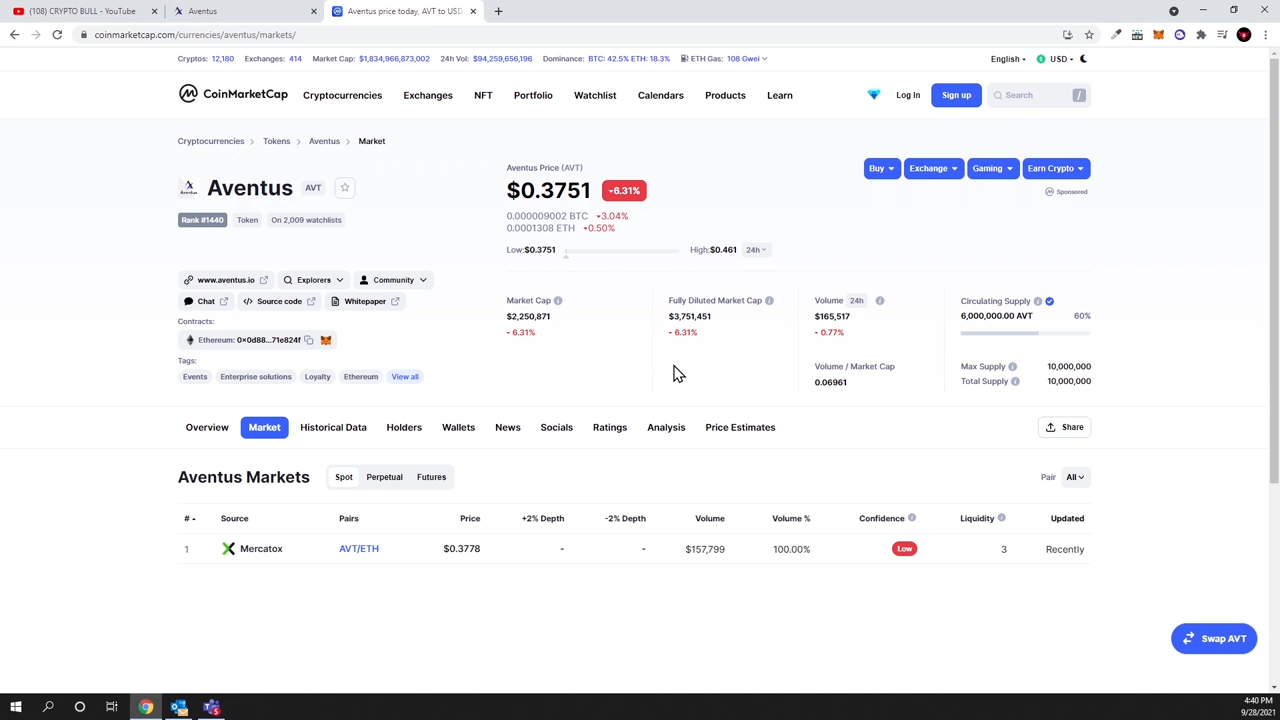 (108) CRYPTO BULL - YouTube
Aventus
Aventus price today, AVT to USD
coinmarketcap.com/currencies/aventus/markets/
Cryptos: 12,180 Exchanges: 414 Market Cap: $1,834,966,873,002 24h Vol: $94,259,656,196 Dominance: BTC: 42.5% ETH: 18.3% ETH Gas: 108 Gwei
English USD
CoinMarketCap Cryptocurrencies Exchanges NFT Portfolio Watchlist Calendars Products Learn Log In Sign up Search /
Cryptocurrencies Tokens Aventus Market
Aventus AVT
Rank #1440 Token On 2,009 watchlists
www.aventus.io Explorers Community
Chat Source code Whitepaper
Contracts:
Ethereum: 0x0d88...71e824f
Tags:
Events Enterprise solutions Loyalty Ethereum View all
Aventus Price (AVT)
$0.3751 6.31%
0.000009002 BTC 3.04%
0.0001308 ETH 0.50%
Low: $0.3751 High: $0.461 24h
Buy Exchange Gaming Earn Crypto
Sponsored
Market Cap
$2,250,871
6.31%
Fully Diluted Market Cap
$3,751,451
6.31%
Volume 24h
$165,517
0.77%
Volume / Market Cap
0.06961
Circulating Supply
6,000,000.00 AVT 60%
Max Supply 10,000,000
Total Supply 10,000,000
Overview Market Historical Data Holders Wallets News Socials Ratings Analysis Price Estimates Share
Aventus Markets Spot Perpetual Futures Pair All
# Source Pairs Price +2% Depth -2% Depth Volume Volume % Confidence Liquidity Updated
1 Mercatox AVT/ETH $0.3778 - - $157,799 100.00% Low 3 Recently
Swap AVT
4:40 PM
9/28/2021